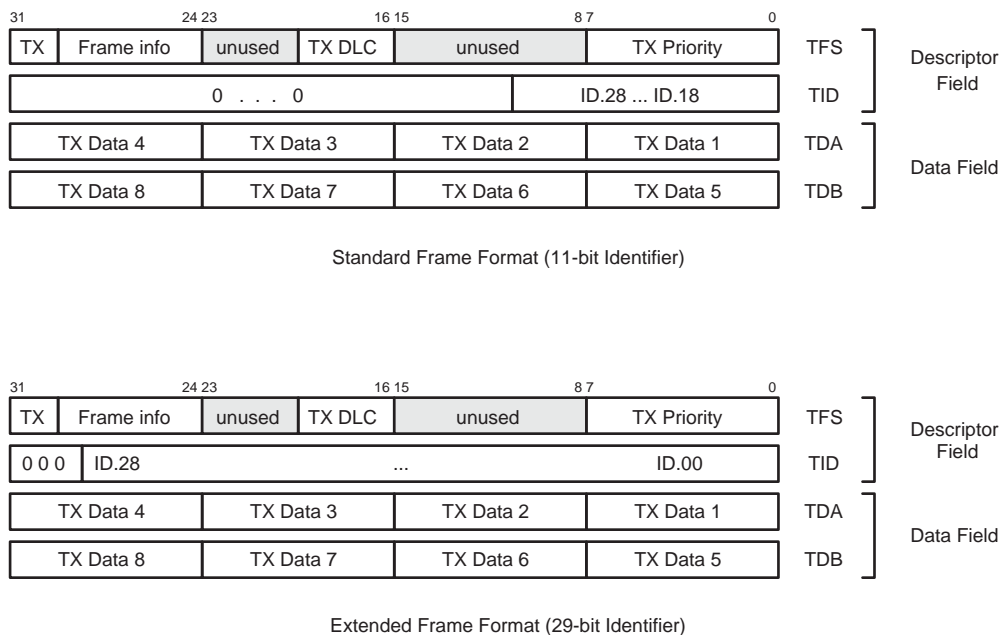 31 24 23 16 15 8 7 0
TX Frame info unused TX DLC unused TX Priority TFS
0 . . . 0 ID.28 ... ID.18 TID
Descriptor
Field
TX Data 4 TX Data 3 TX Data 2 TX Data 1 TDA
TX Data 8 TX Data 7 TX Data 6 TX Data 5 TDB
Data Field
Standard Frame Format (11-bit Identifier)
31 24 23 16 15 8 7 0
TX Frame info unused TX DLC unused TX Priority TFS
0 0 0 ID.28 ... ID.00 TID
Descriptor
Field
TX Data 4 TX Data 3 TX Data 2 TX Data 1 TDA
TX Data 8 TX Data 7 TX Data 6 TX Data 5 TDB
Data Field
Extended Frame Format (29-bit Identifier)